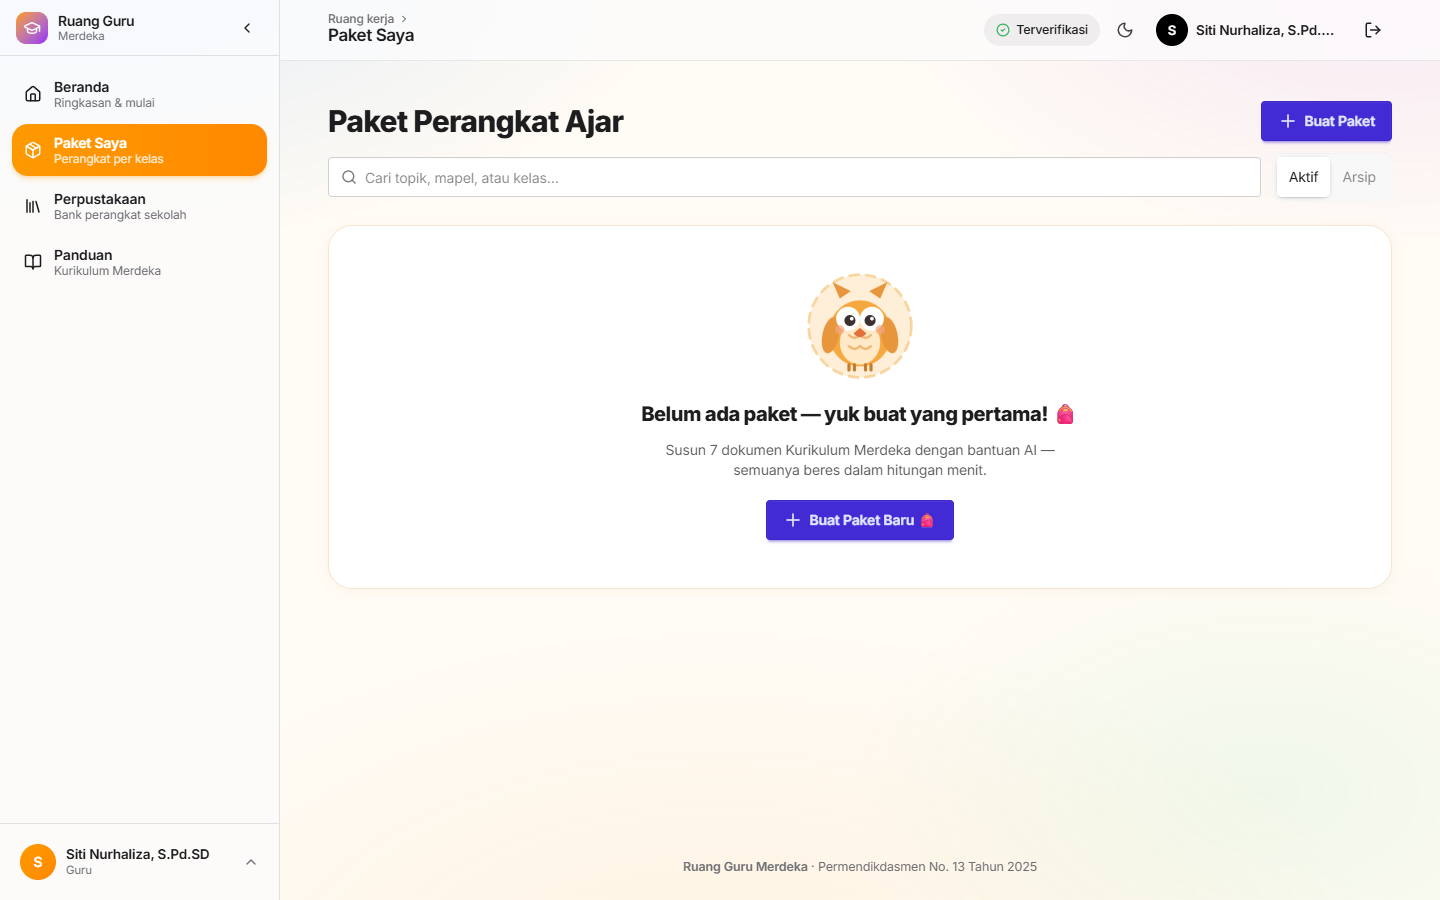 Ruang Guru
Merdeka
Beranda
Ringkasan & mulai
Paket Saya
Perangkat per kelas
Perpustakaan
Bank perangkat sekolah
Panduan
Kurikulum Merdeka
Siti Nurhaliza, S.Pd.SD
Guru
S
Ruang kerja
Paket Saya
Terverifikasi
S
Siti Nurhaliza, S.Pd....
Paket Perangkat Ajar
Buat Paket
Cari topik, mapel, atau kelas...
Aktif
Arsip
Belum ada paket — yuk buat yang pertama! 🎒
Susun 7 dokumen Kurikulum Merdeka dengan bantuan AI —
semuanya beres dalam hitungan menit.
Buat Paket Baru 🎒
Ruang Guru Merdeka · Permendikdasmen No. 13 Tahun 2025